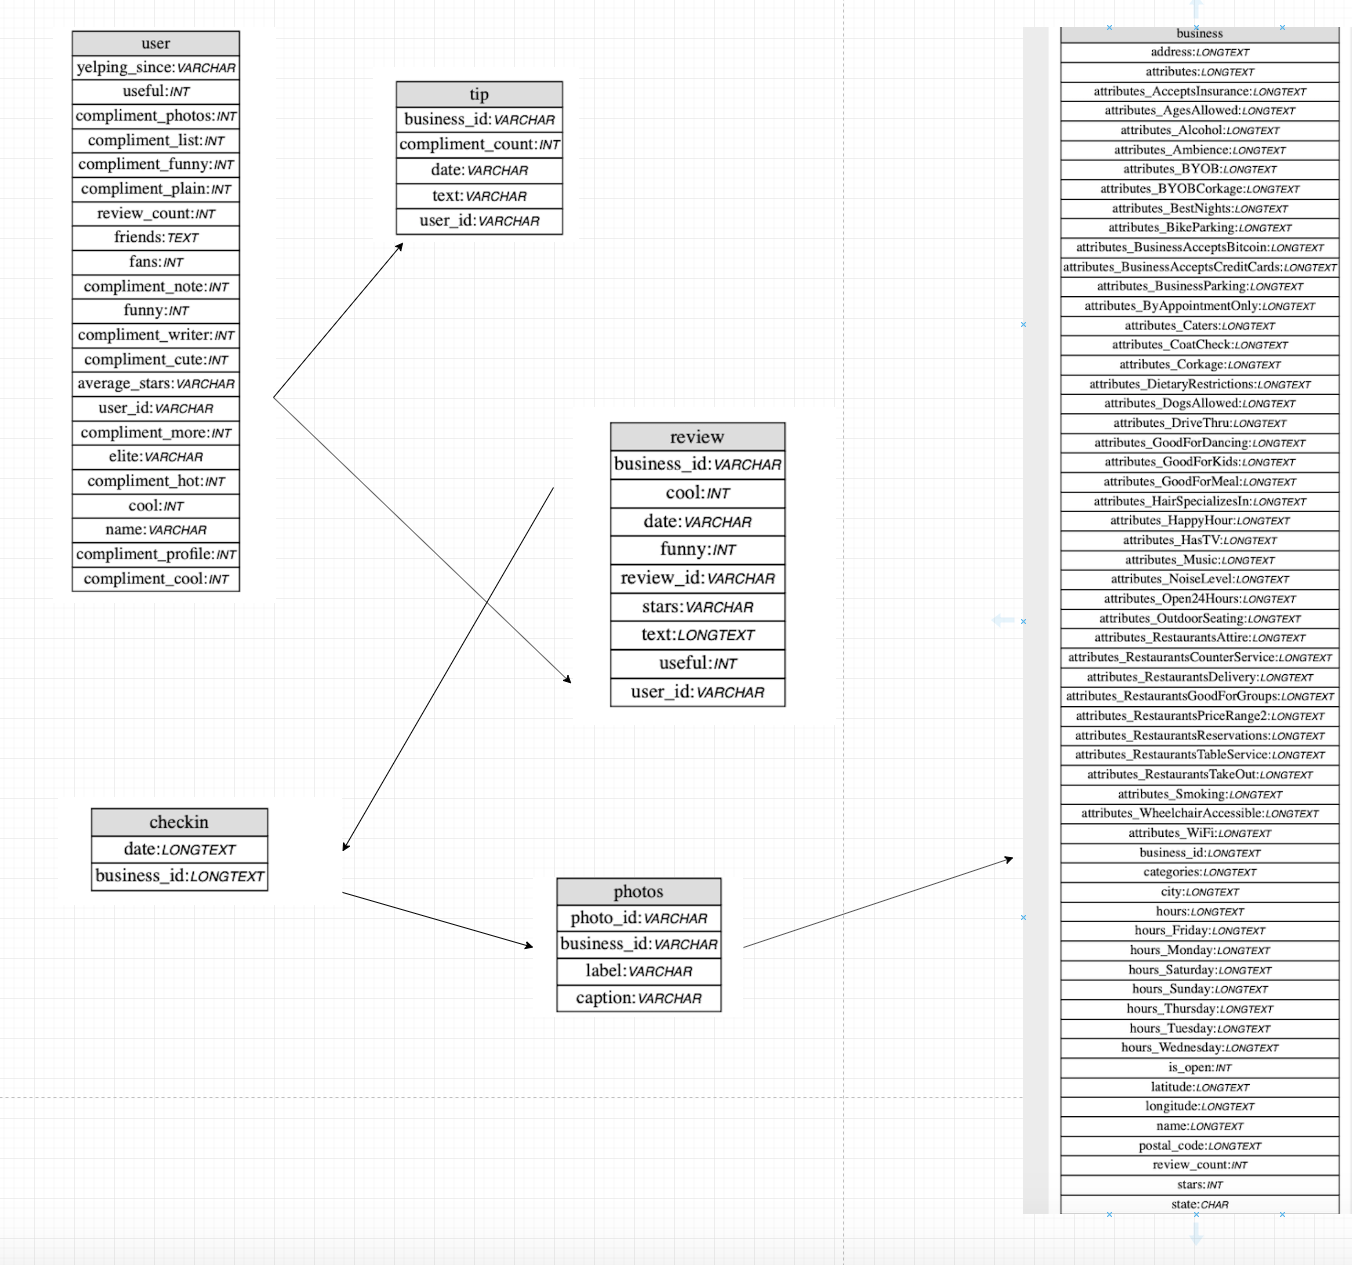 user
yelping_since:VARCHAR
useful:INT
compliment_photos:INT
compliment_list:INT
compliment_funny:INT
compliment_plain:INT
review_count:INT
friends:TEXT
fans:INT
compliment_note:INT
funny:INT
compliment_writer:INT
compliment_cute:INT
average_stars:VARCHAR
user_id:VARCHAR
compliment_more:INT
elite:VARCHAR
compliment_hot:INT
cool:INT
name:VARCHAR
compliment_profile:INT
compliment_cool:INT
tip
business_id:VARCHAR
compliment_count:INT
date:VARCHAR
text:VARCHAR
user_id:VARCHAR
review
business_id:VARCHAR
cool:INT
date:VARCHAR
funny:INT
review_id:VARCHAR
stars:VARCHAR
text:LONGTEXT
useful:INT
user_id:VARCHAR
checkin
date:LONGTEXT
business_id:LONGTEXT
photos
photo_id:VARCHAR
business_id:VARCHAR
label:VARCHAR
caption:VARCHAR
business
address:LONGTEXT
attributes:LONGTEXT
attributes_AcceptsInsurance:LONGTEXT
attributes_AgesAllowed:LONGTEXT
attributes_Alcohol:LONGTEXT
attributes_Ambience:LONGTEXT
attributes_BYOB:LONGTEXT
attributes_BYOBCorkage:LONGTEXT
attributes_BestNights:LONGTEXT
attributes_BikeParking:LONGTEXT
attributes_BusinessAcceptsBitcoin:LONGTEXT
attributes_BusinessAcceptsCreditCards:LONGTEXT
attributes_BusinessParking:LONGTEXT
attributes_ByAppointmentOnly:LONGTEXT
attributes_Caters:LONGTEXT
attributes_CoatCheck:LONGTEXT
attributes_Corkage:LONGTEXT
attributes_DietaryRestrictions:LONGTEXT
attributes_DogsAllowed:LONGTEXT
attributes_DriveThru:LONGTEXT
attributes_GoodForDancing:LONGTEXT
attributes_GoodForKids:LONGTEXT
attributes_GoodForMeal:LONGTEXT
attributes_HairSpecializesIn:LONGTEXT
attributes_HappyHour:LONGTEXT
attributes_HasTV:LONGTEXT
attributes_Music:LONGTEXT
attributes_NoiseLevel:LONGTEXT
attributes_Open24Hours:LONGTEXT
attributes_OutdoorSeating:LONGTEXT
attributes_RestaurantsAttire:LONGTEXT
attributes_RestaurantsCounterService:LONGTEXT
attributes_RestaurantsDelivery:LONGTEXT
attributes_RestaurantsGoodForGroups:LONGTEXT
attributes_RestaurantsPriceRange2:LONGTEXT
attributes_RestaurantsReservations:LONGTEXT
attributes_RestaurantsTableService:LONGTEXT
attributes_RestaurantsTakeOut:LONGTEXT
attributes_Smoking:LONGTEXT
attributes_WheelchairAccessible:LONGTEXT
attributes_WiFi:LONGTEXT
business_id:LONGTEXT
categories:LONGTEXT
city:LONGTEXT
hours:LONGTEXT
hours_Friday:LONGTEXT
hours_Monday:LONGTEXT
hours_Saturday:LONGTEXT
hours_Sunday:LONGTEXT
hours_Thursday:LONGTEXT
hours_Tuesday:LONGTEXT
hours_Wednesday:LONGTEXT
is_open:INT
latitude:LONGTEXT
longitude:LONGTEXT
name:LONGTEXT
postal_code:LONGTEXT
review_count:INT
stars:INT
state:CHAR